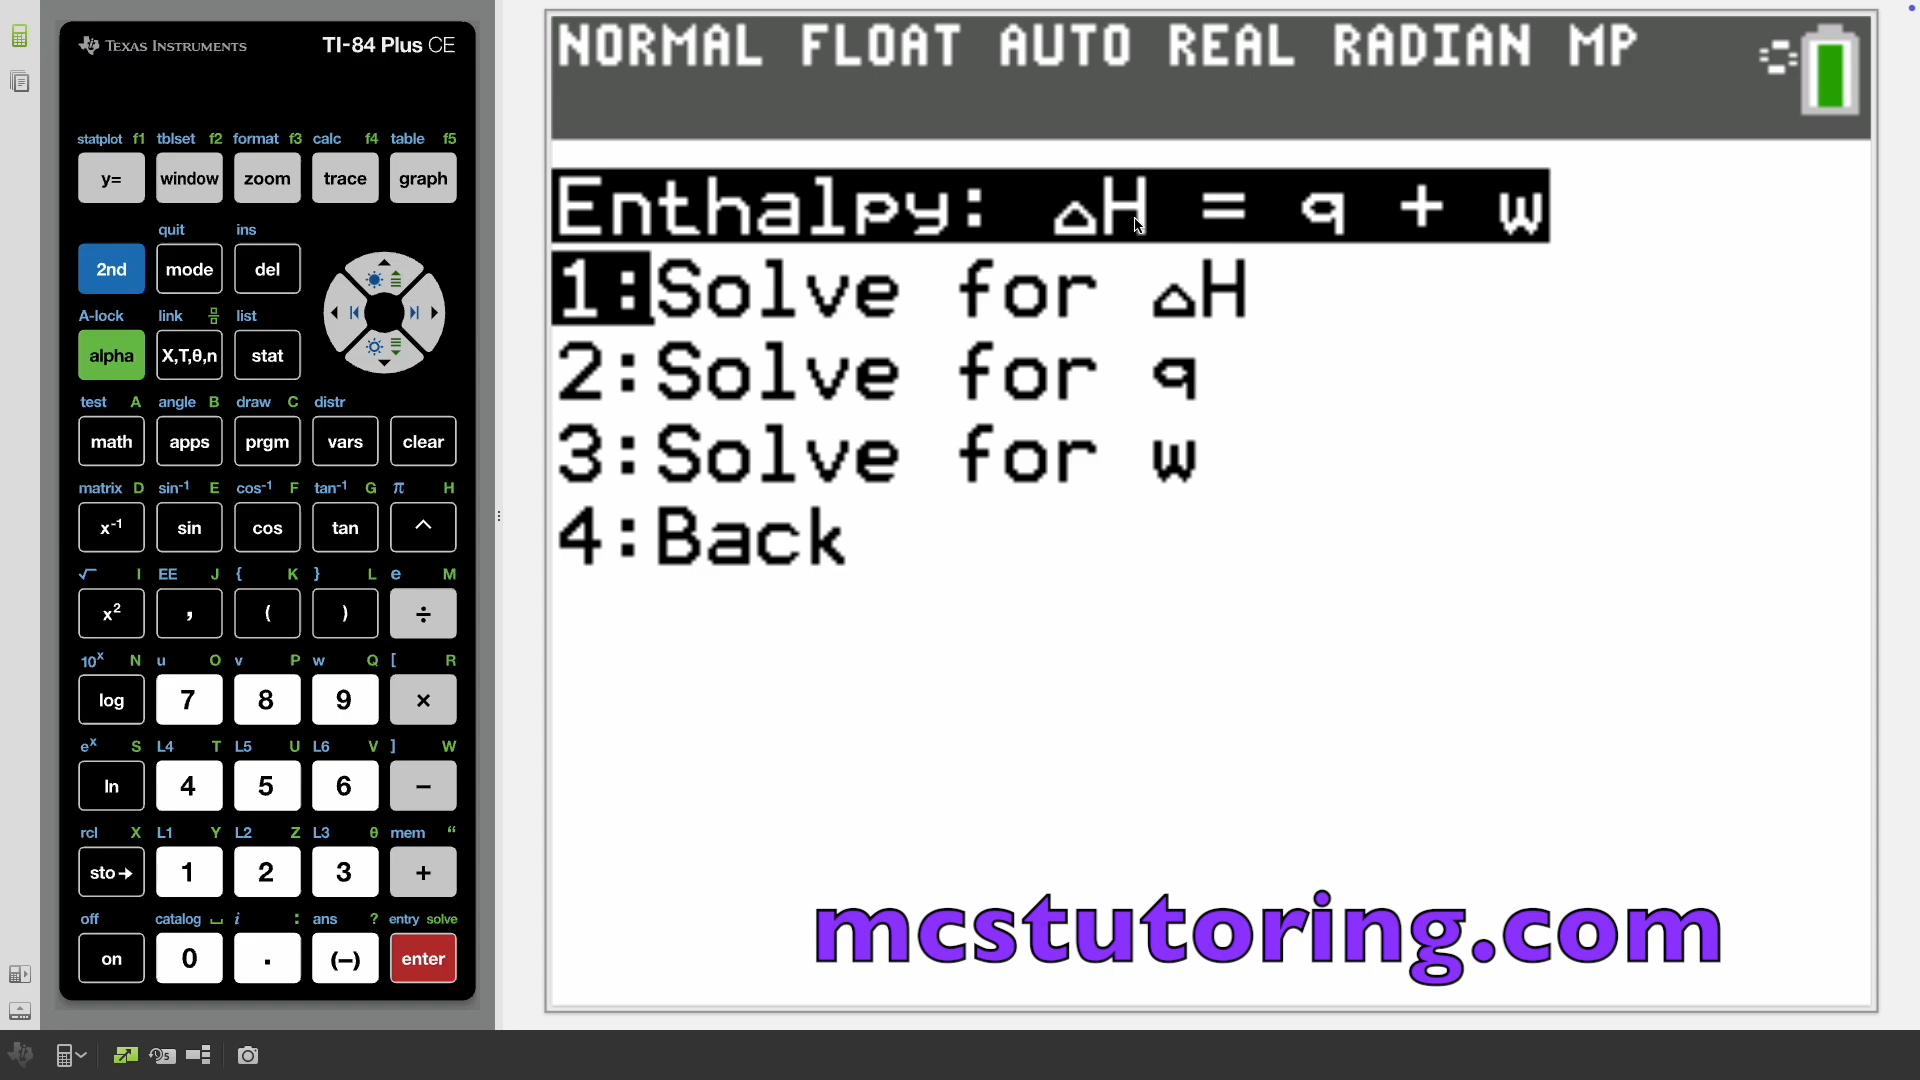 TEXAS INSTRUMENTS TI-84 Plus CE
statplot f1 tblset f2 format f3 calc f4 table f5
y= window zoom trace graph
quit ins
2nd mode del
A-lock link list
alpha X,T,θ,n stat
test A angle B draw C distr
math apps prgm vars clear
matrix D sin⁻¹ E cos⁻¹ F tan⁻¹ G π H
x⁻¹ sin cos tan ^
√ I EE J { K } L e M
x² , ( ) ÷
10ˣ N u O v P w Q [ R
log 7 8 9 ×
eˣ S L4 T L5 U L6 V ] W
ln 4 5 6 −
rcl X L1 Y L2 Z L3 θ mem “
sto→ 1 2 3 +
off catalog ⎵ i : ans ? entry solve
on 0 . (−) enter
NORMAL FLOAT AUTO REAL RADIAN MP
Enthalpy: △H = q + w
1:Solve for △H
2:Solve for q
3:Solve for w
4:Back
mcstutoring.com